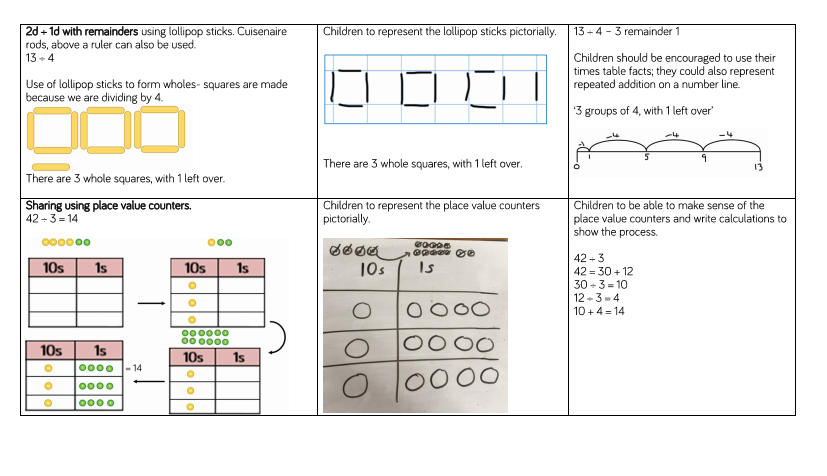 2d ÷ 1d with remainders using lollipop sticks. Cuisenaire
rods, above a ruler can also be used.
13 ÷ 4
Use of lollipop sticks to form wholes- squares are made
because we are dividing by 4.
There are 3 whole squares, with 1 left over.
Children to represent the lollipop sticks pictorially.
There are 3 whole squares, with 1 left over.
13 ÷ 4 – 3 remainder 1
Children should be encouraged to use their
times table facts; they could also represent
repeated addition on a number line.
‘3 groups of 4, with 1 left over’
-1 -4 -4 -4
0 1 5 9 13
Sharing using place value counters.
42 ÷ 3 = 14
10s 1s
10s 1s
10s 1s
10s 1s
= 14
Children to represent the place value counters
pictorially.
10s 1s
Children to be able to make sense of the
place value counters and write calculations to
show the process.
42 ÷ 3
42 = 30 + 12
30 ÷ 3 = 10
12 ÷ 3 = 4
10 + 4 = 14